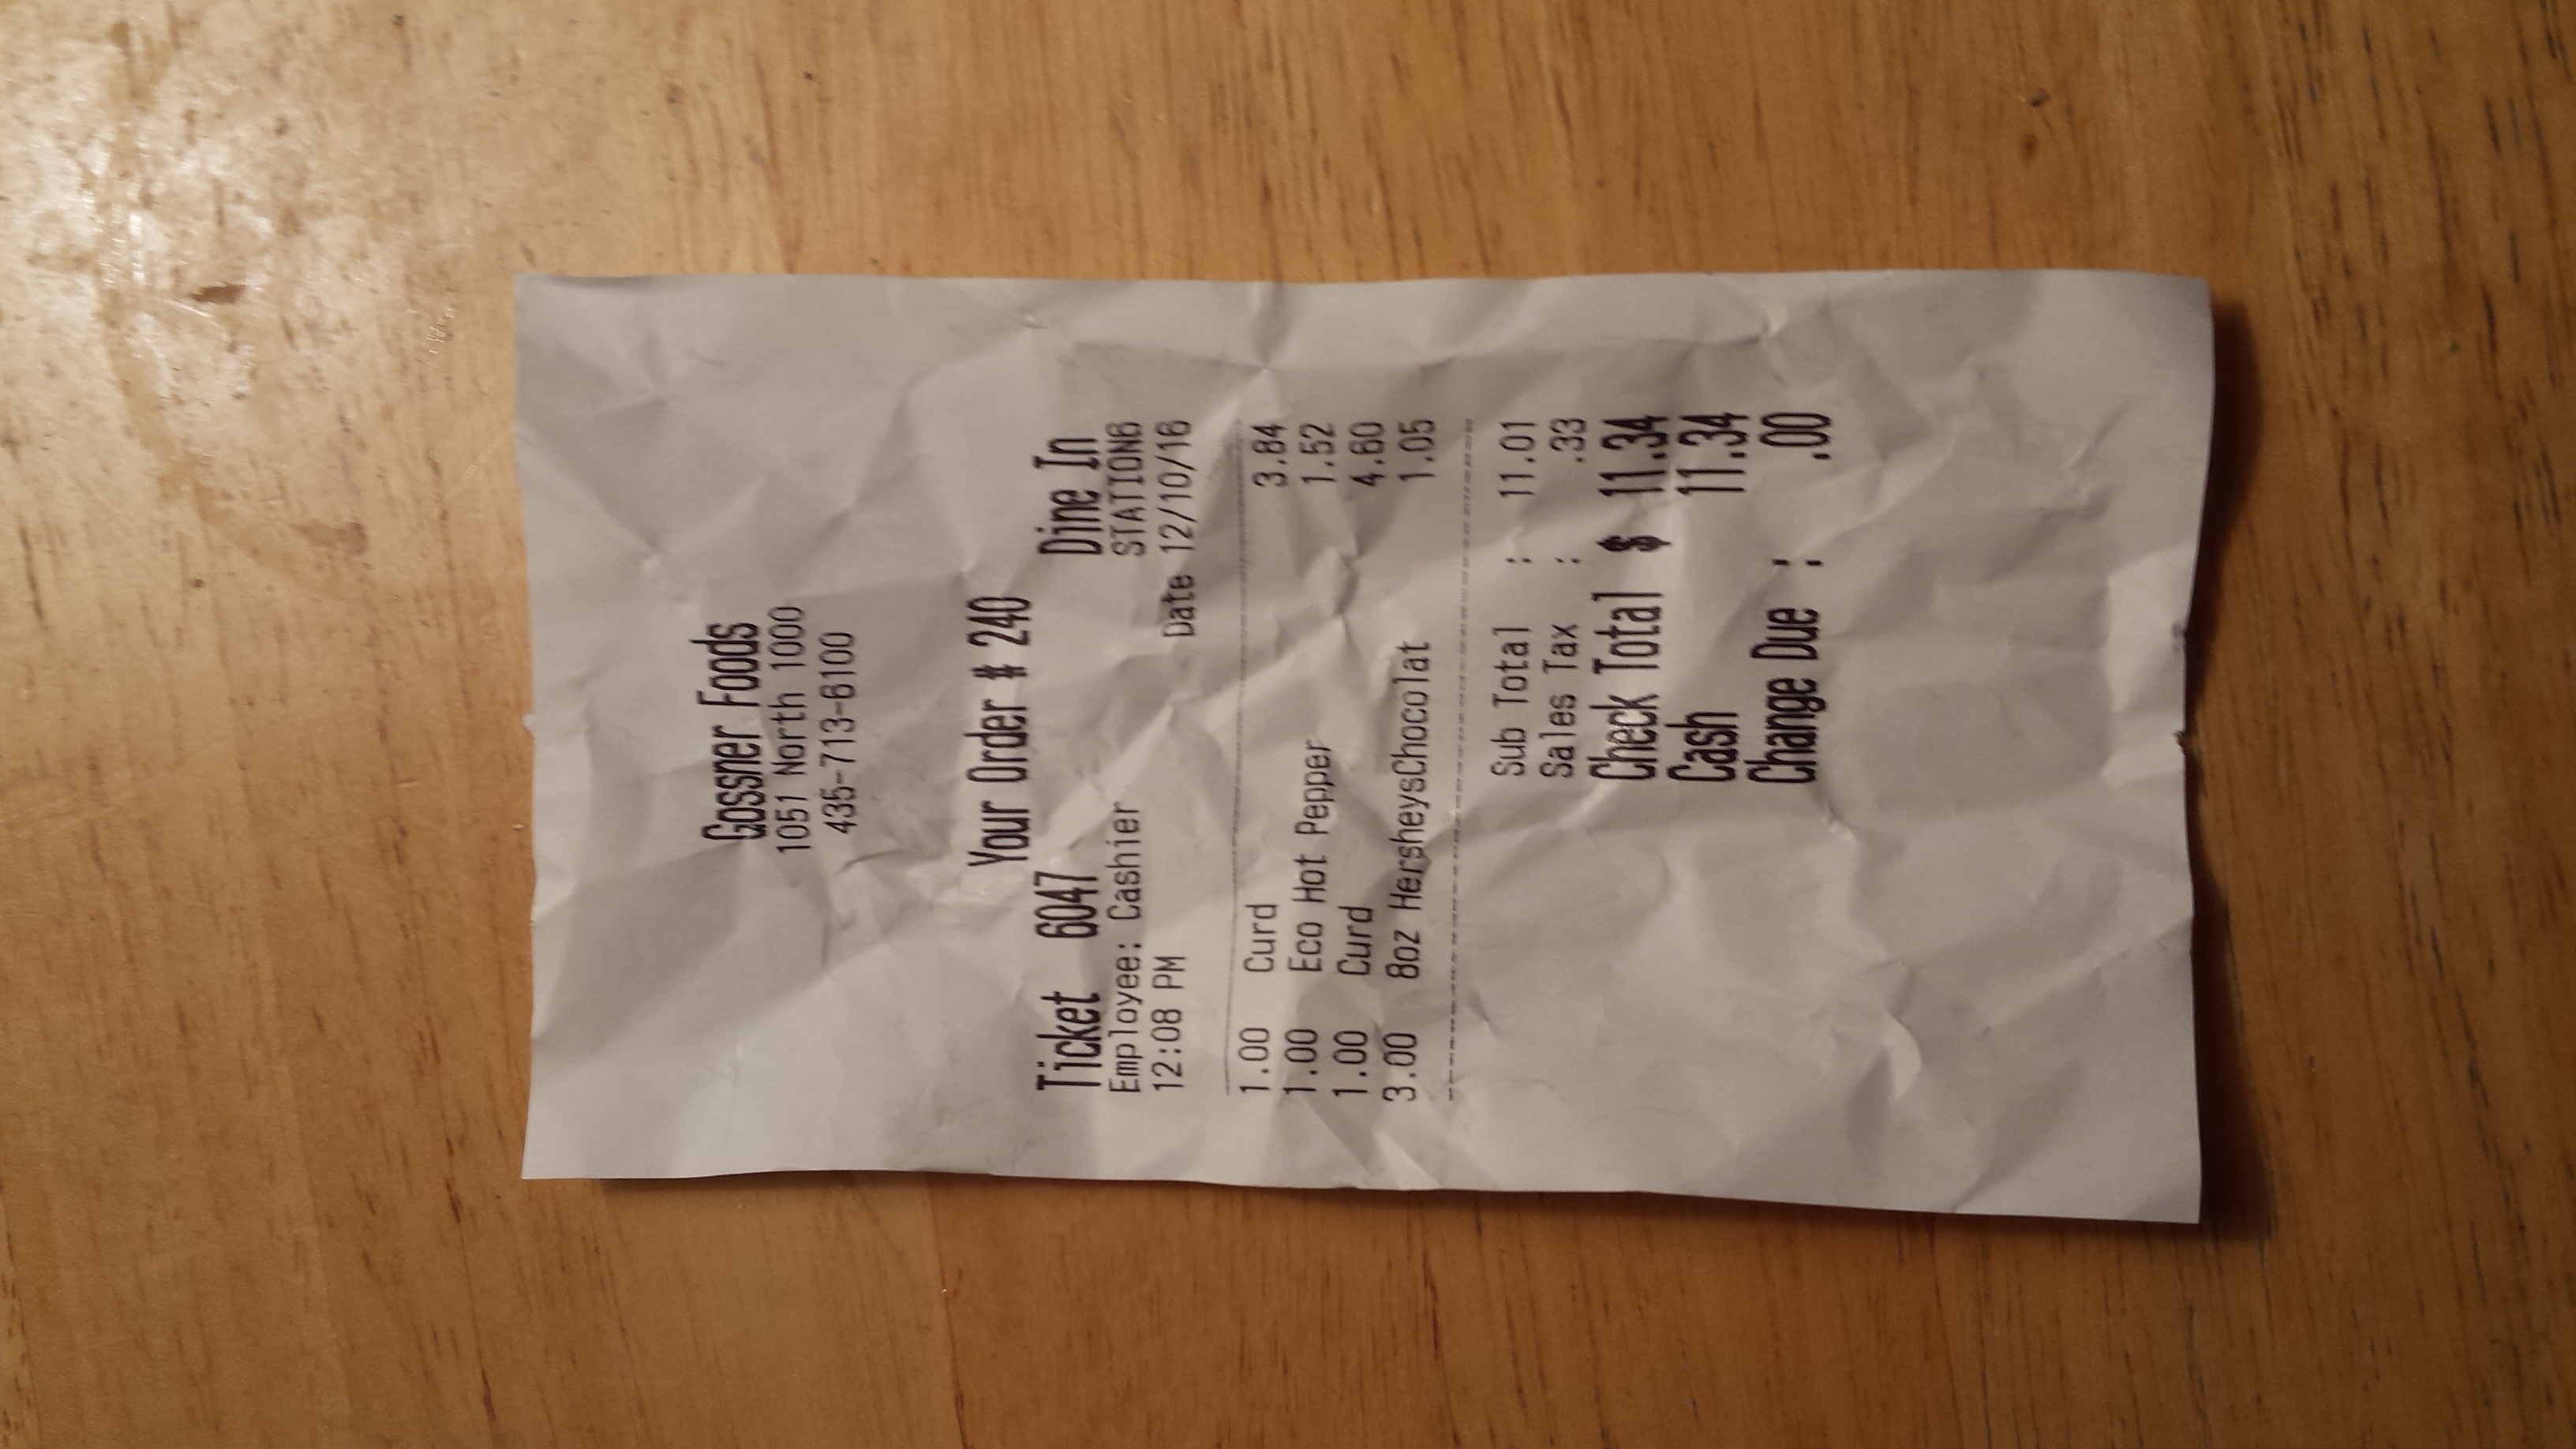 Gossner Foods
1051 North 1000
435-713-6100
Your Order # 240
Ticket 6047 Dine In
Employee: Cashier STATION6
12:08 PM Date 12/10/16
1.00 Curd 3.84
1.00 Eco Hot Pepper 1.52
1.00 Curd 4.60
3.00 8oz HersheysChocolat 1.05
Sub Total : 11.01
Sales Tax : .33
Check Total $ 11.34
Cash 11.34
Change Due : .00